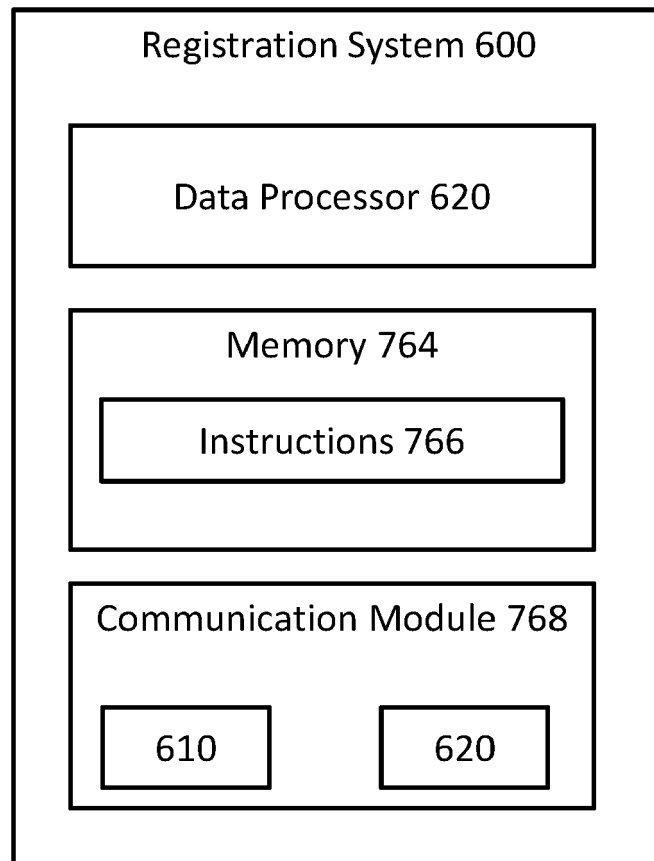 Registration System 600
Data Processor 620
Memory 764
Instructions 766
Communication Module 768
610 620